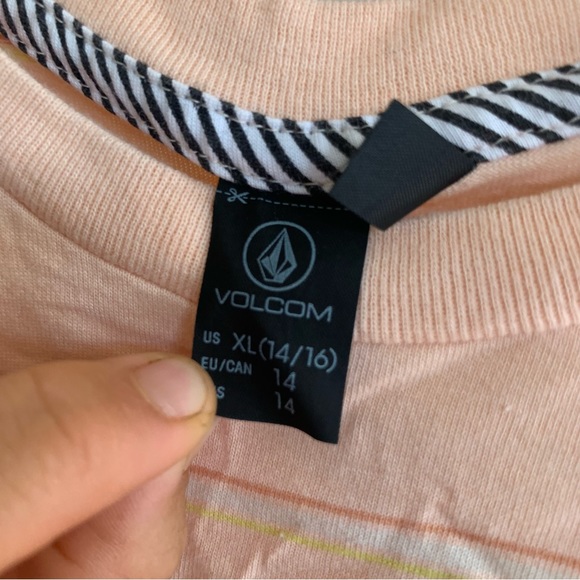 VOLCOM
US XL(14/16)
EU/CAN 14
S 14